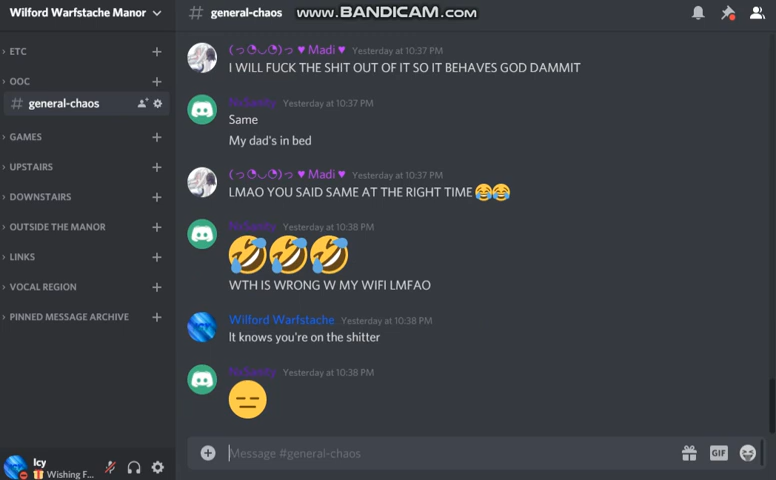 Wilford Warfstache Manor
# general-chaos
www.BANDICAM.com
ETC
OOC
# general-chaos
GAMES
UPSTAIRS
DOWNSTAIRS
OUTSIDE THE MANOR
LINKS
VOCAL REGION
PINNED MESSAGE ARCHIVE
Icy
Wishing F...
(っ◔◡◔)っ ♥ Madi ♥ Yesterday at 10:37 PM
I WILL FUCK THE SHIT OUT OF IT SO IT BEHAVES GOD DAMMIT
Yesterday at 10:37 PM
Same
My dad's in bed
(っ◔◡◔)っ ♥ Madi ♥ Yesterday at 10:37 PM
LMAO YOU SAID SAME AT THE RIGHT TIME 😂😂
Yesterday at 10:38 PM
🤣🤣🤣
WTH IS WRONG W MY WIFI LMFAO
Wilford Warfstache Yesterday at 10:38 PM
It knows you're on the shitter
Yesterday at 10:38 PM
😑
Message #general-chaos
GIF